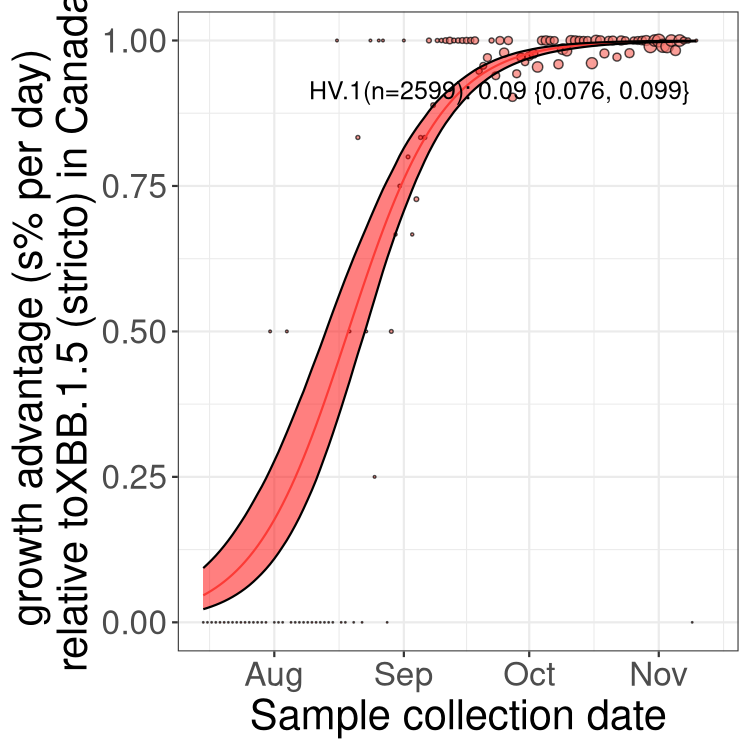 growth advantage (s% per day)
relative toXBB.1.5 (stricto) in Canada
1.00
0.75
0.50
0.25
0.00
HV.1(n=2599): 0.09 {0.076, 0.099}
Aug Sep Oct Nov
Sample collection date